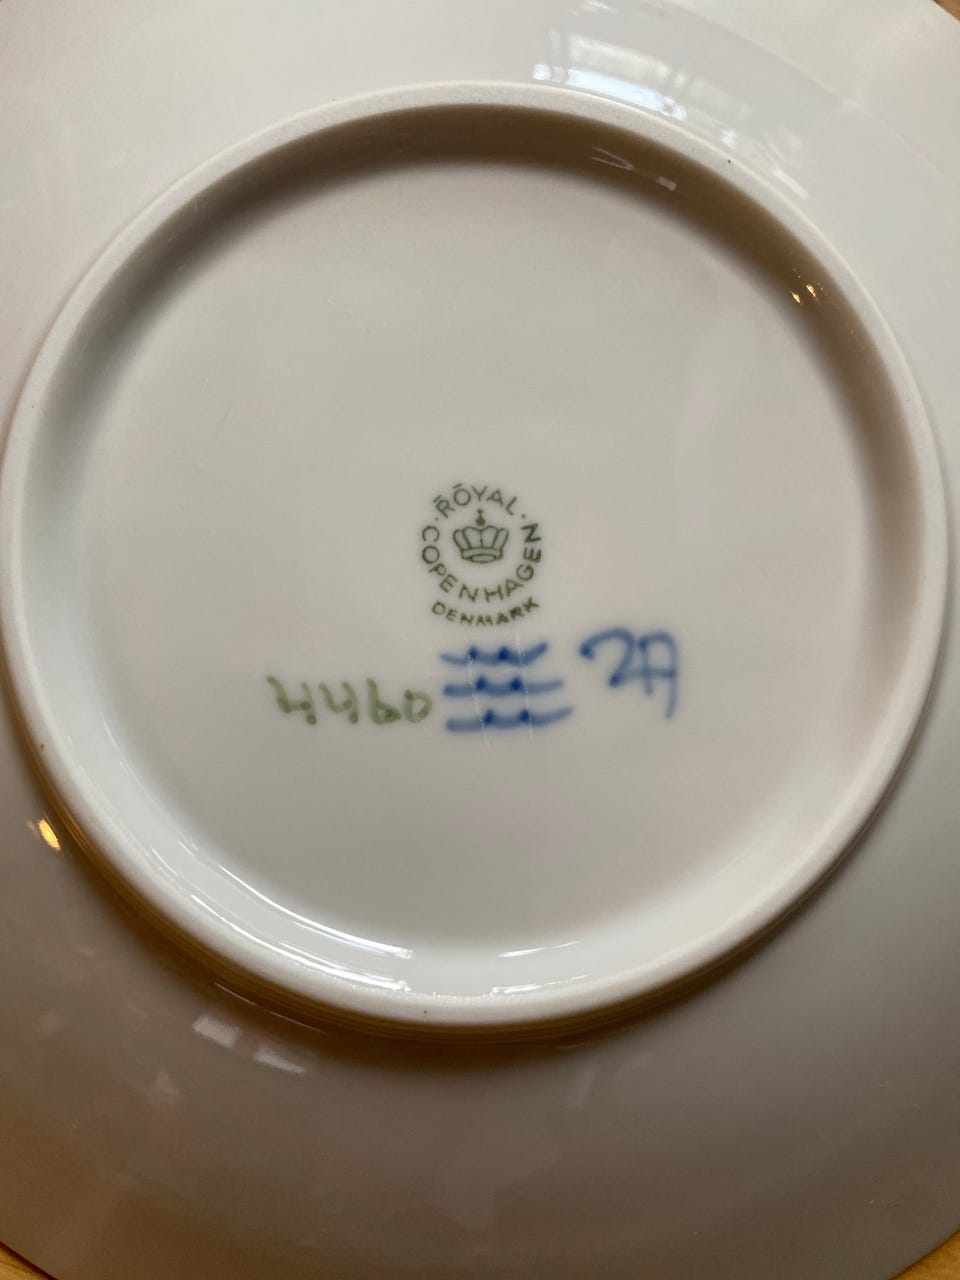 ROYAL
COPENHAGEN
DENMARK
4460